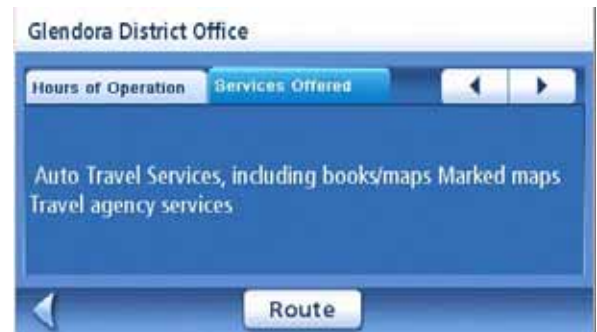 Glendora District Office
Hours of Operation Services Offered
Auto Travel Services, including books/maps Marked maps
Travel agency services
Route